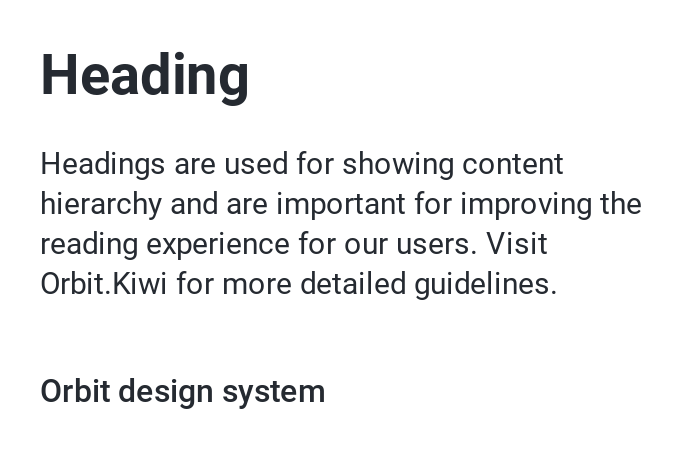 Heading
Headings are used for showing content
hierarchy and are important for improving the
reading experience for our users. Visit
Orbit.Kiwi for more detailed guidelines.
Orbit design system